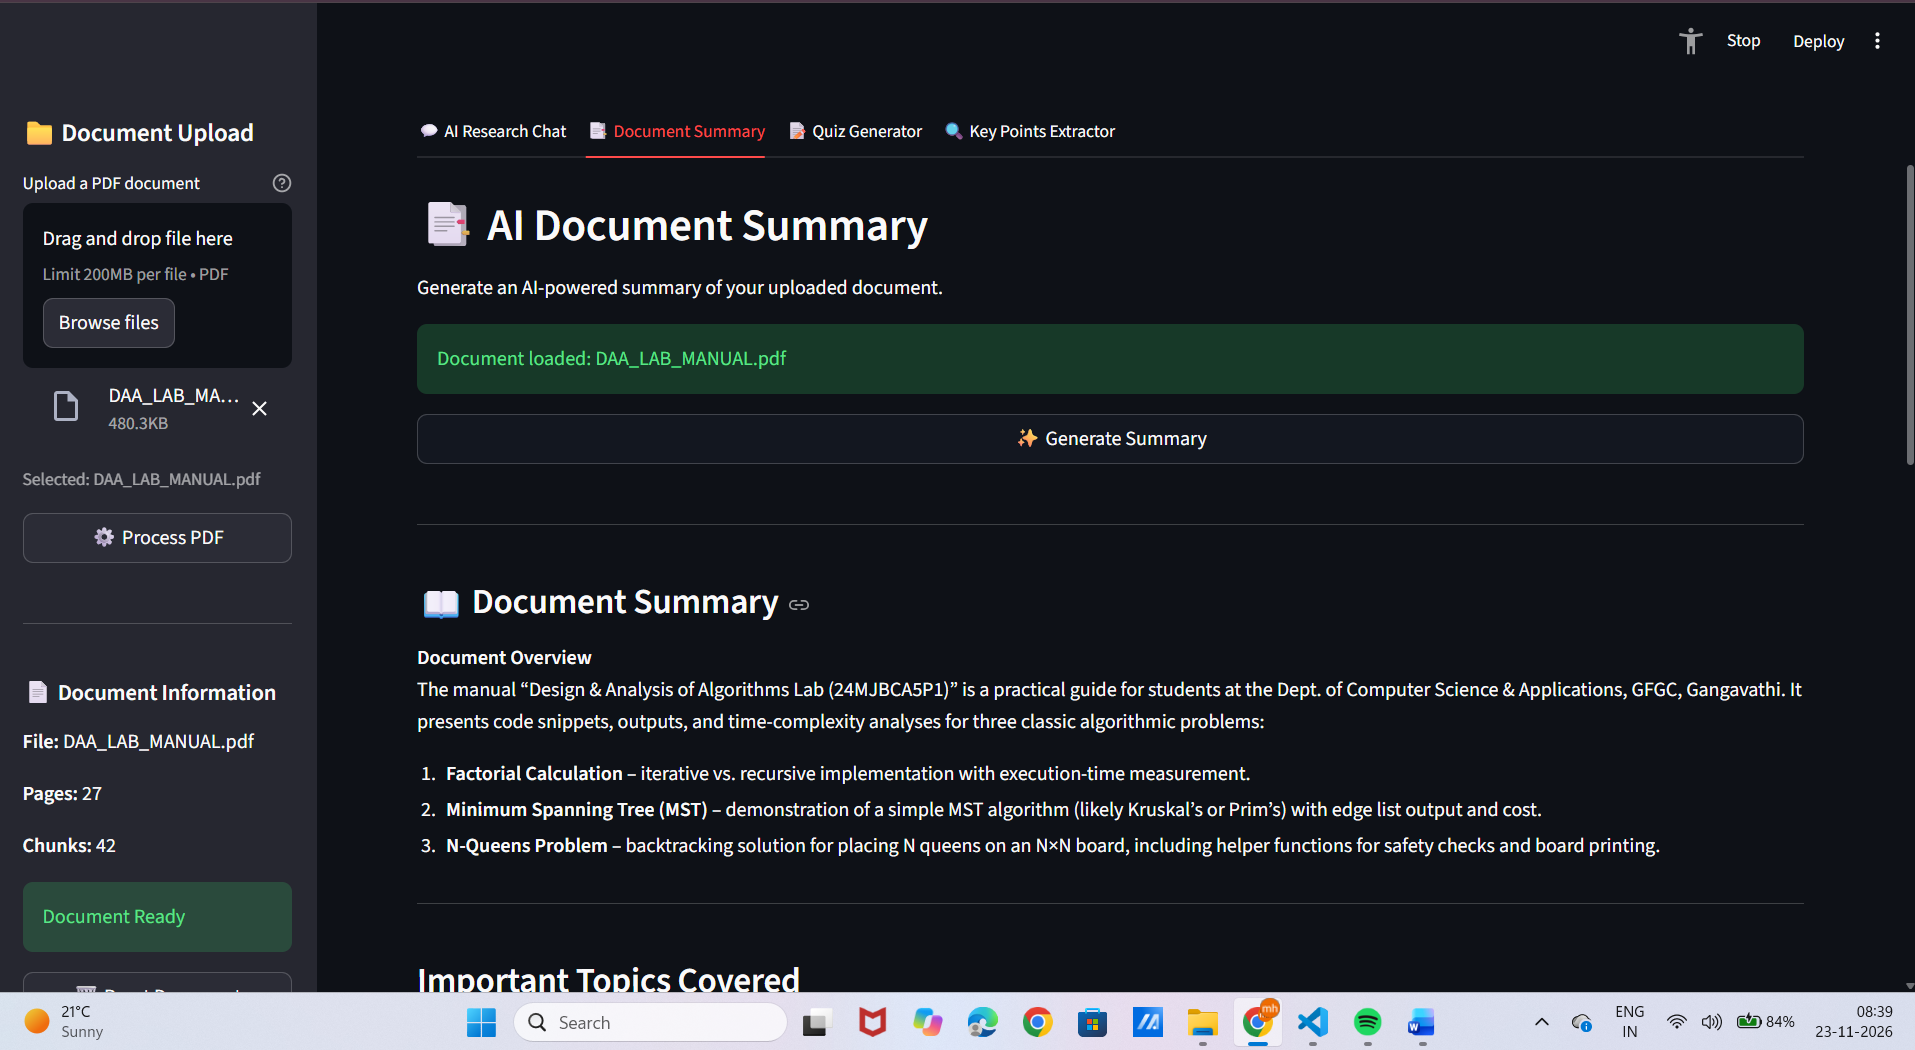 Stop
Deploy
Document Upload
Upload a PDF document
Drag and drop file here
Limit 200MB per file • PDF
Browse files
DAA_LAB_MA...
480.3KB
Selected: DAA_LAB_MANUAL.pdf
Process PDF
Document Information
File: DAA_LAB_MANUAL.pdf
Pages: 27
Chunks: 42
Document Ready
AI Research Chat
Document Summary
Quiz Generator
Key Points Extractor
AI Document Summary
Generate an AI-powered summary of your uploaded document.
Document loaded: DAA_LAB_MANUAL.pdf
✨ Generate Summary
Document Summary
Document Overview
The manual “Design & Analysis of Algorithms Lab (24MJBCA5P1)” is a practical guide for students at the Dept. of Computer Science & Applications, GFGC, Gangavathi. It
presents code snippets, outputs, and time-complexity analyses for three classic algorithmic problems:
1. Factorial Calculation – iterative vs. recursive implementation with execution-time measurement.
2. Minimum Spanning Tree (MST) – demonstration of a simple MST algorithm (likely Kruskal’s or Prim’s) with edge list output and cost.
3. N-Queens Problem – backtracking solution for placing N queens on an N×N board, including helper functions for safety checks and board printing.
Important Topics Covered
21°C
Sunny
Search
mh
ENG
IN
84%
08:39
23-11-2026